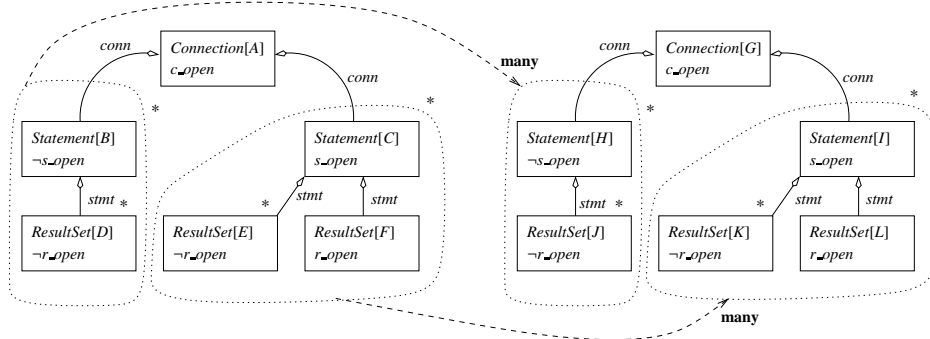 conn
Connection[A]
c_open
conn
many
conn
Connection[G]
c_open
conn
*
*
*
*
Statement[B]
¬s_open
Statement[C]
s_open
Statement[H]
¬s_open
Statement[I]
s_open
stmt
*
*
stmt
stmt
stmt
*
*
stmt
stmt
ResultSet[D]
¬r_open
ResultSet[E]
¬r_open
ResultSet[F]
r_open
ResultSet[J]
¬r_open
ResultSet[K]
¬r_open
ResultSet[L]
r_open
many